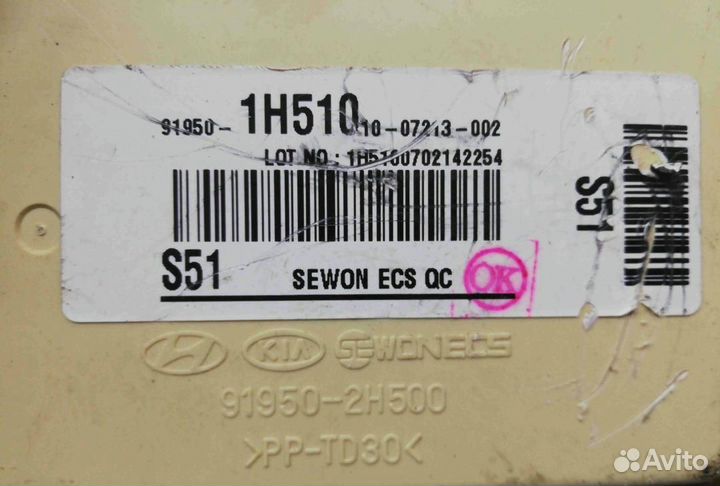 91950- 1H510 10-07213-002
LOT NO : 1H5100702142254
S51
SEWON ECS QC
OK
S51
HYUNDAI KIA SEWONECS
91950-2H500
>PP-TD30<
Avito